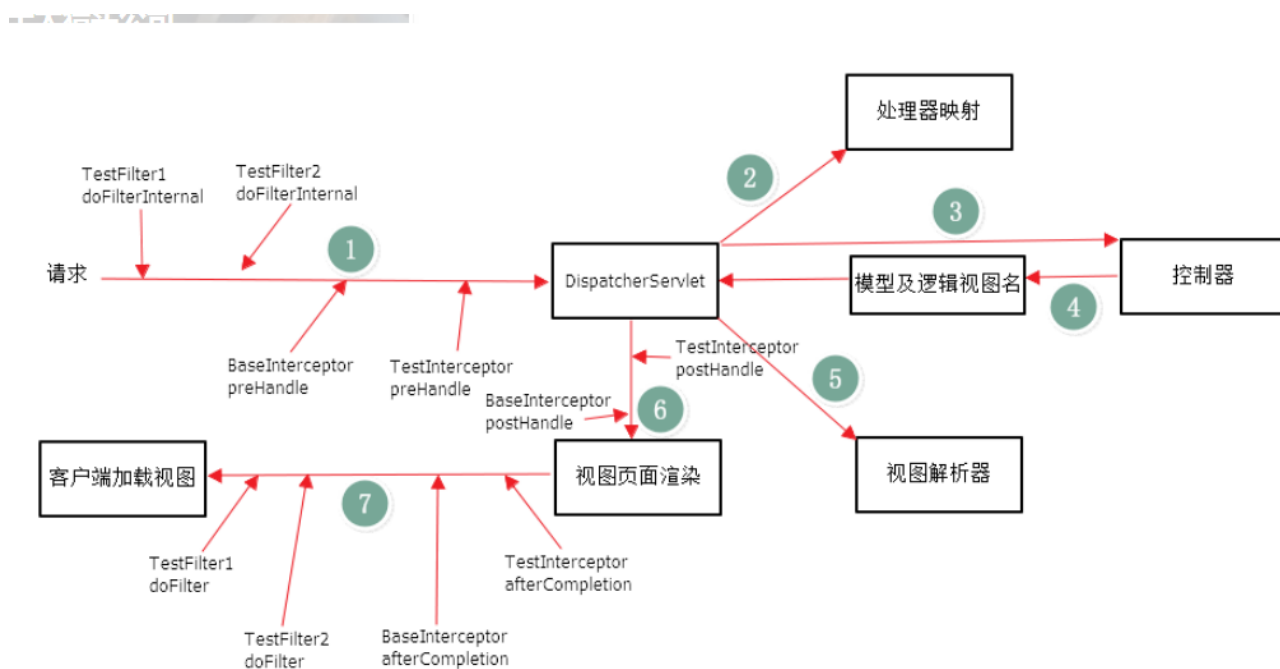 处理器映射
TestFilter1
doFilterInternal
TestFilter2
doFilterInternal
2
3
1
请求
DispatcherServlet
模型及逻辑视图名
控制器
4
BaseInterceptor
preHandle
TestInterceptor
preHandle
TestInterceptor
postHandle
5
BaseInterceptor
postHandle
6
客户端加载视图
视图页面渲染
视图解析器
7
TestFilter1
doFilter
TestInterceptor
afterCompletion
TestFilter2
doFilter
BaseInterceptor
afterCompletion